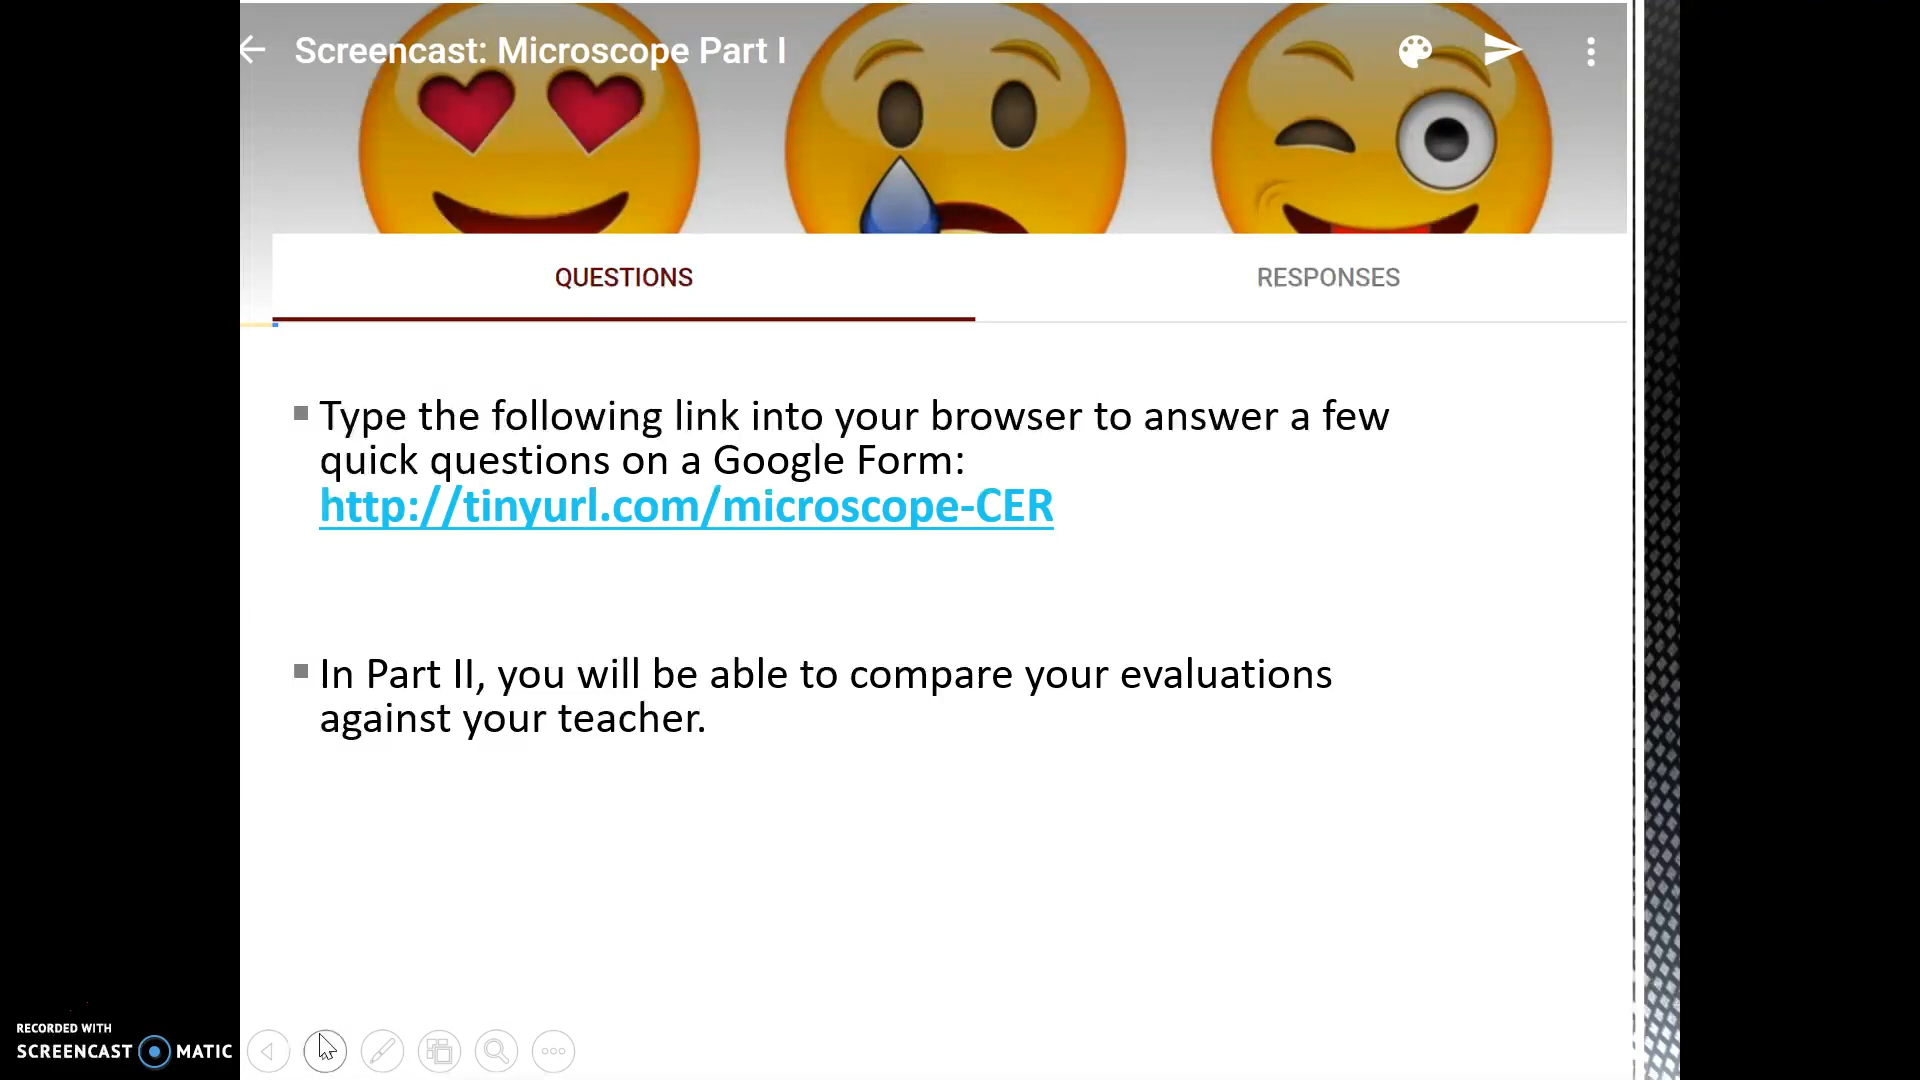 Screencast: Microscope Part I
QUESTIONS
RESPONSES
Type the following link into your browser to answer a few
quick questions on a Google Form:
http://tinyurl.com/microscope-CER
In Part II, you will be able to compare your evaluations
against your teacher.
RECORDED WITH
SCREENCAST MATIC